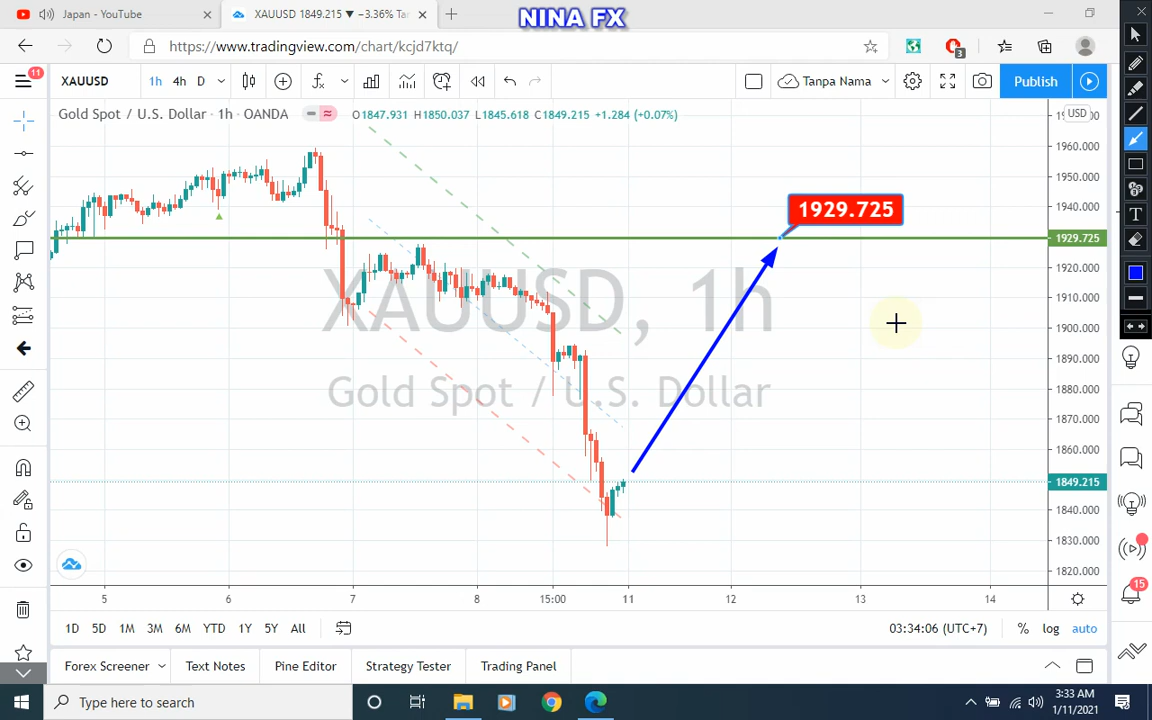 Japan - YouTube
XAUUSD 1849.215 ▼ −3.36% Ta
NINA FX
https://www.tradingview.com/chart/kcjd7ktq/
3
11
XAUUSD
1h
4h
D
Tanpa Nama
Publish
Gold Spot / U.S. Dollar · 1h · OANDA
O1847.931 H1850.037 L1845.618 C1849.215 +1.284 (+0.07%)
USD
1960.000
1950.000
1940.000
1929.725
1929.725
1920.000
1910.000
1900.000
1890.000
1880.000
1870.000
1860.000
1849.215
1840.000
1830.000
1820.000
XAUUSD, 1h
Gold Spot / U.S. Dollar
T
15
5
6
7
8
15:00
11
12
13
14
1D
5D
1M
3M
6M
YTD
1Y
5Y
All
03:34:06 (UTC+7)
%
log
auto
Forex Screener
Text Notes
Pine Editor
Strategy Tester
Trading Panel
Type here to search
3:33 AM
1/11/2021